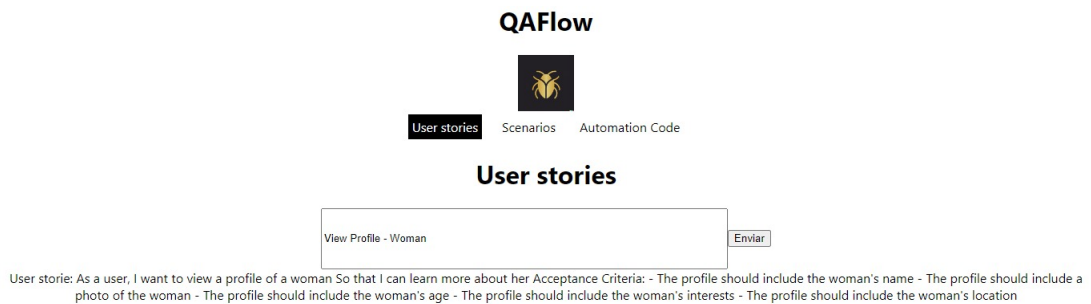 QAFlow
User stories Scenarios Automation Code
User stories
View Profile - Woman Enviar
User storie: As a user, I want to view a profile of a woman So that I can learn more about her Acceptance Criteria: - The profile should include the woman's name - The profile should include a
photo of the woman - The profile should include the woman's age - The profile should include the woman's interests - The profile should include the woman's location